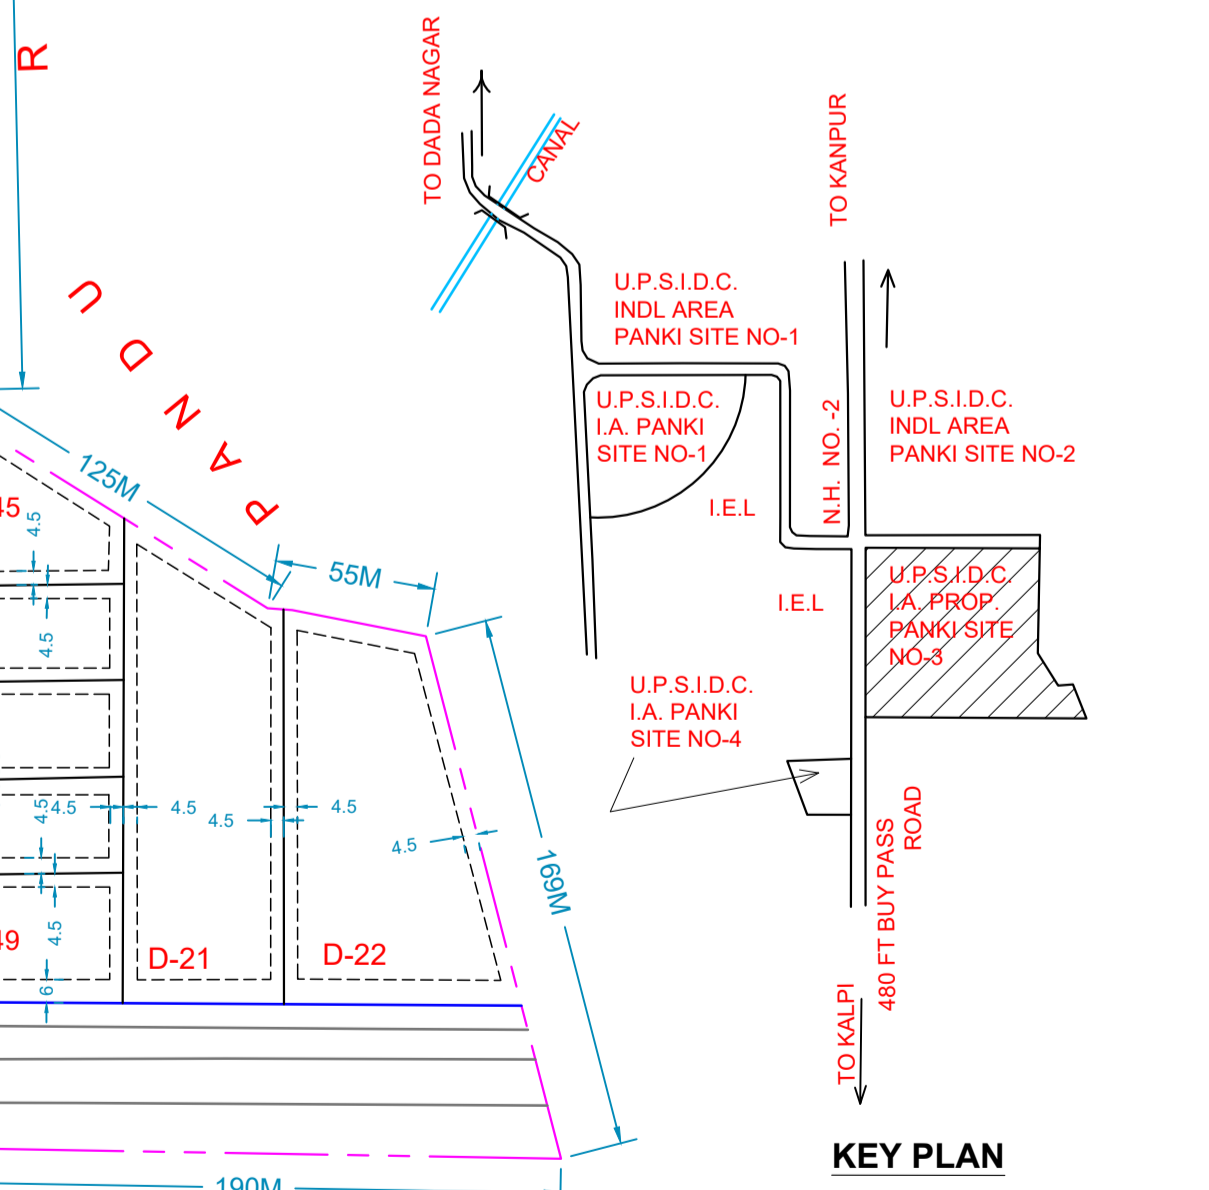 R
U
D
N
A
P
TO DADA NAGAR
CANAL
TO KANPUR
U.P.S.I.D.C.
INDL AREA
PANKI SITE NO-1
U.P.S.I.D.C.
I.A. PANKI
SITE NO-1
N.H. NO. -2
U.P.S.I.D.C.
INDL AREA
PANKI SITE NO-2
I.E.L
I.E.L
U.P.S.I.D.C.
I.A. PROP.
PANKI SITE
NO-3
U.P.S.I.D.C.
I.A. PANKI
SITE NO-4
480 FT BUY PASS
ROAD
TO KALPI
KEY PLAN
125M
55M
169M
190M
45
4.5
4.5
4.5
4.5
4.5
4.5
4.5
4.5
4.5
6
49
D-21
D-22